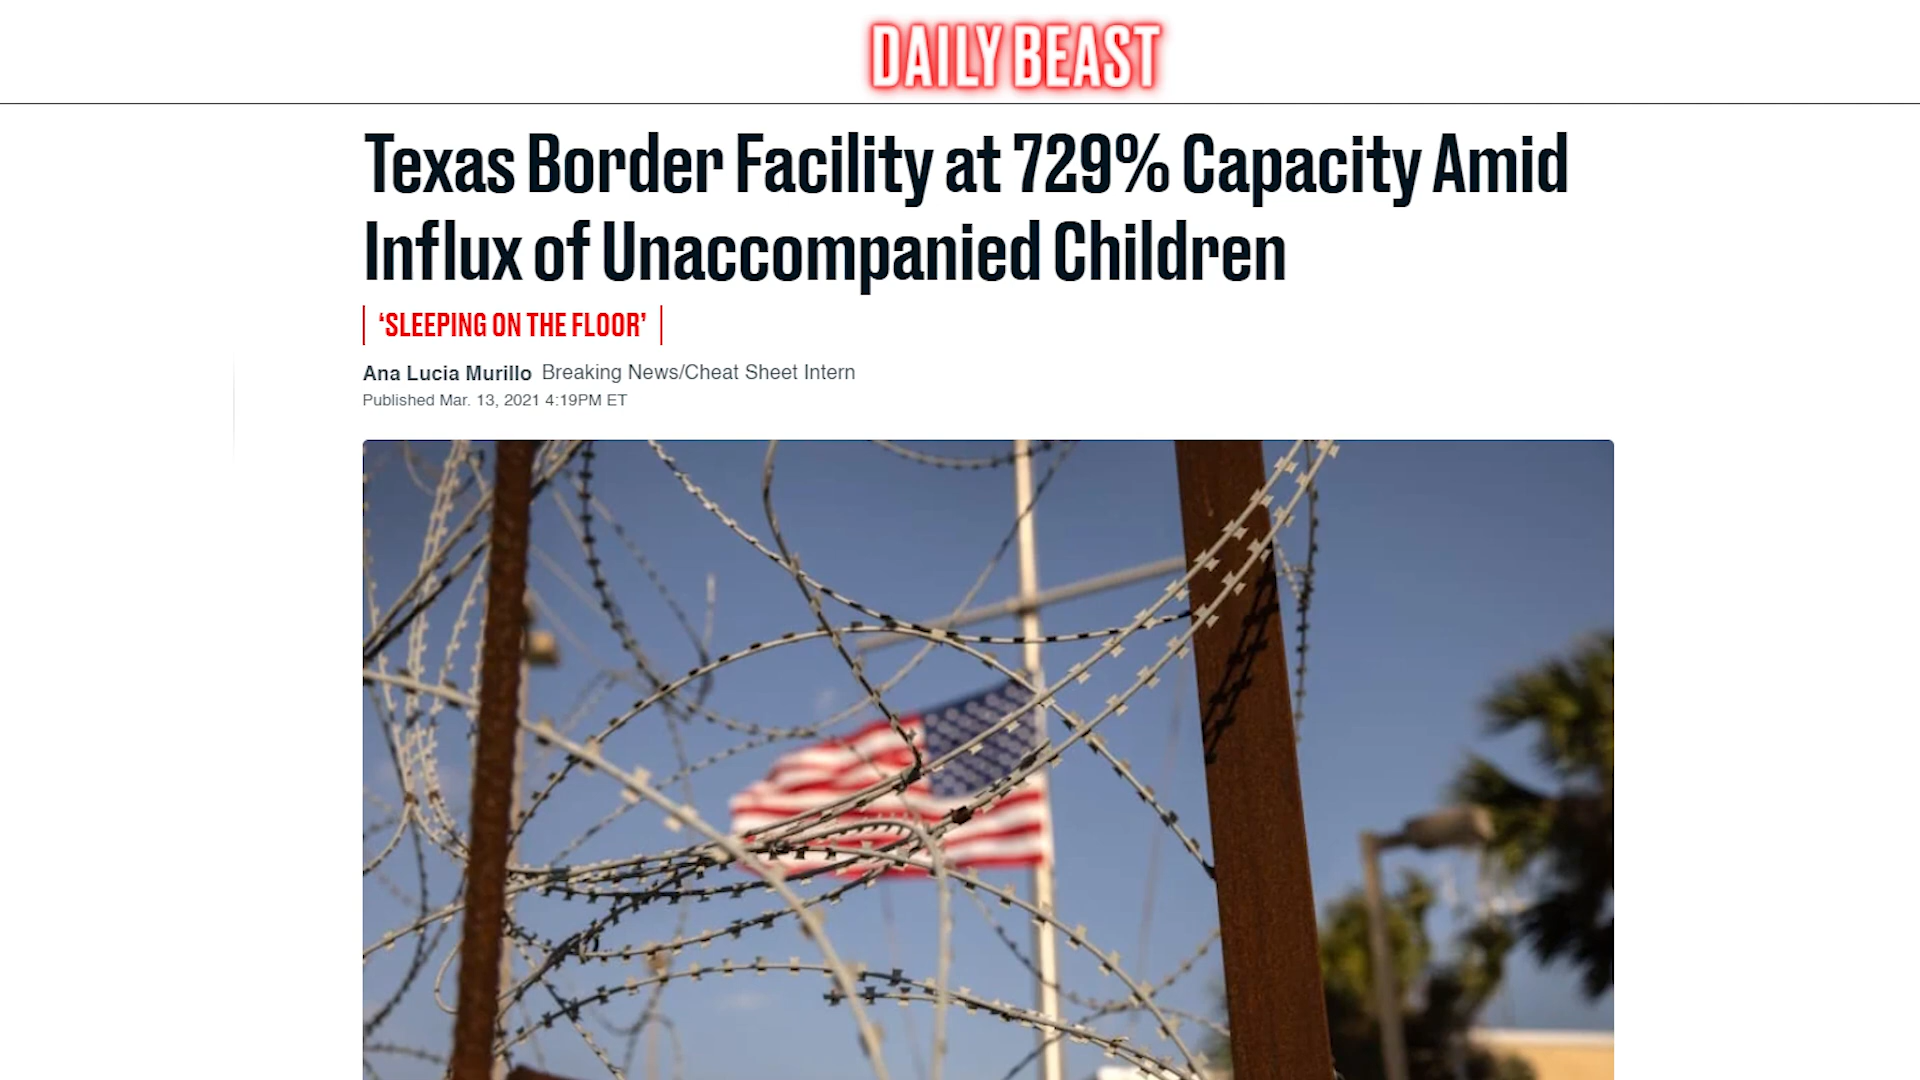 DAILY BEAST
Texas Border Facility at 729% Capacity Amid
Influx of Unaccompanied Children
‘SLEEPING ON THE FLOOR’
Ana Lucia Murillo Breaking News/Cheat Sheet Intern
Published Mar. 13, 2021 4:19PM ET